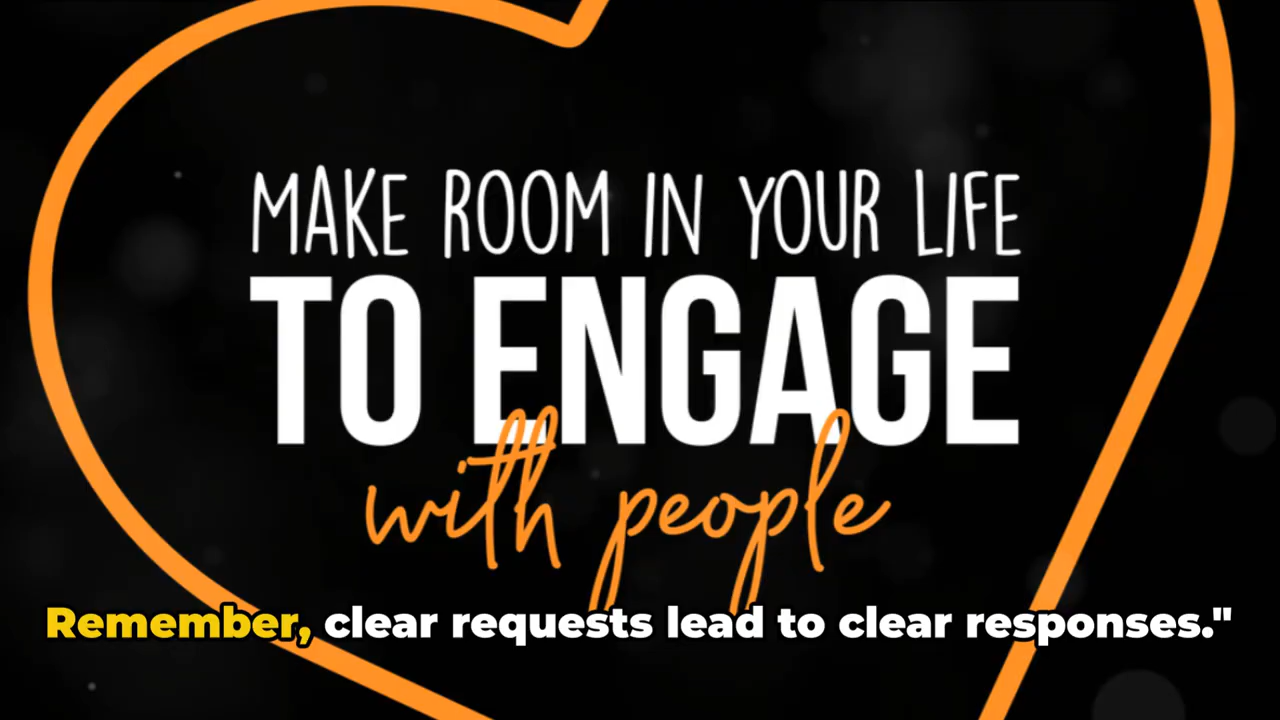 MAKE ROOM IN YOUR LIFE
TO ENGAGE
with people
Remember, clear requests lead to clear responses."